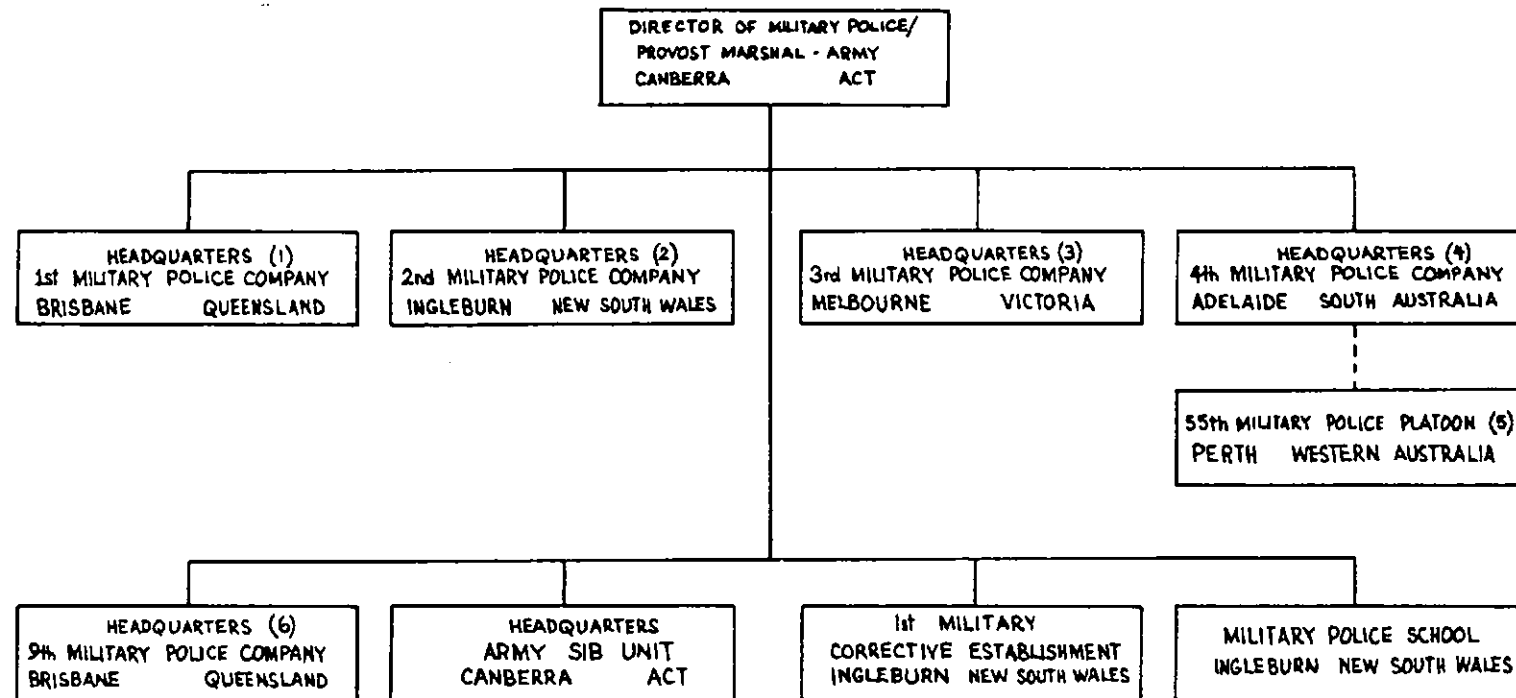 DIRECTOR OF MILITARY POLICE/
PROVOST MARSHAL - ARMY
CANBERRA ACT
HEADQUARTERS (1)
1st MILITARY POLICE COMPANY
BRISBANE QUEENSLAND
HEADQUARTERS (2)
2nd MILITARY POLICE COMPANY
INGLEBURN NEW SOUTH WALES
HEADQUARTERS (3)
3rd MILITARY POLICE COMPANY
MELBOURNE VICTORIA
HEADQUARTERS (4)
4th MILITARY POLICE COMPANY
ADELAIDE SOUTH AUSTRALIA
55th MILITARY POLICE PLATOON (5)
PERTH WESTERN AUSTRALIA
HEADQUARTERS (6)
9th MILITARY POLICE COMPANY
BRISBANE QUEENSLAND
HEADQUARTERS
ARMY SIB UNIT
CANBERRA ACT
1st MILITARY
CORRECTIVE ESTABLISHMENT
INGLEBURN NEW SOUTH WALES
MILITARY POLICE SCHOOL
INGLEBURN NEW SOUTH WALES